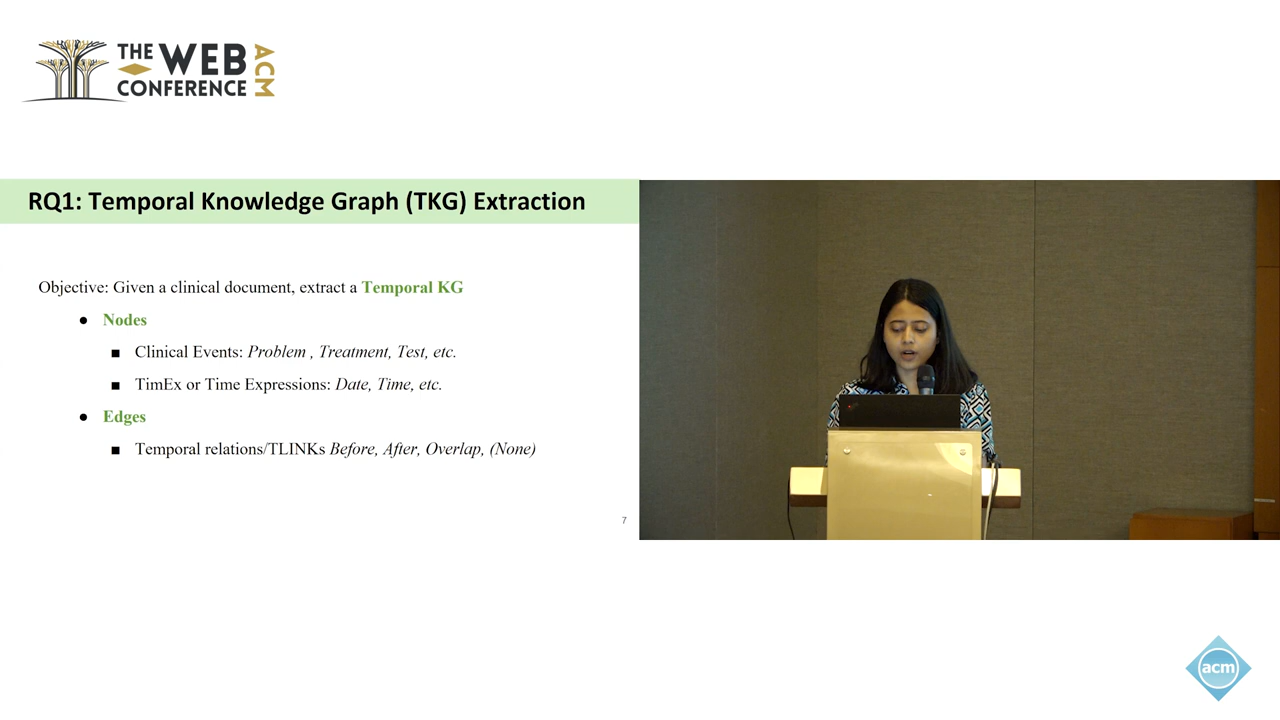 THE WEB
CONFERENCE
ACM
RQ1: Temporal Knowledge Graph (TKG) Extraction
Objective: Given a clinical document, extract a Temporal KG
● Nodes
■ Clinical Events: Problem , Treatment, Test, etc.
■ TimEx or Time Expressions: Date, Time, etc.
● Edges
■ Temporal relations/TLINKs Before, After, Overlap, (None)
7
acm